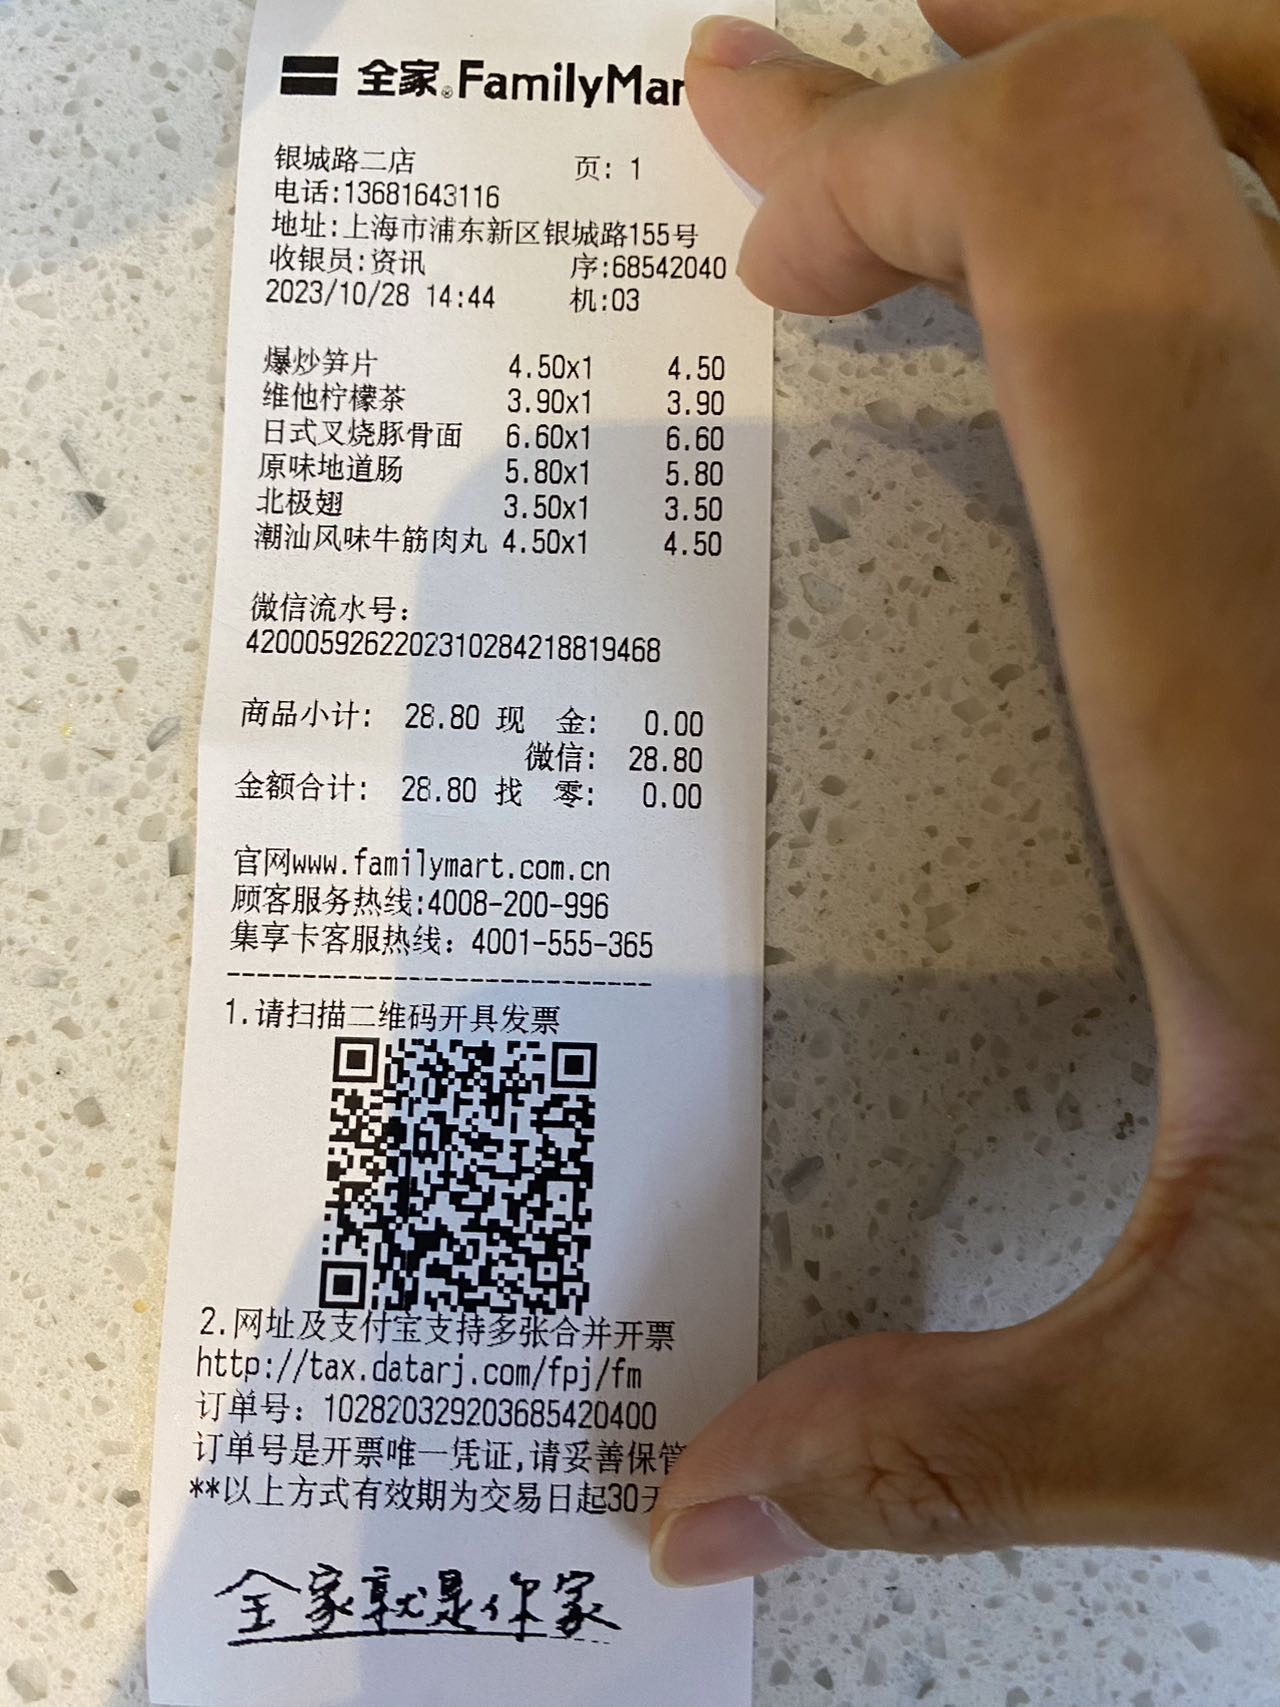 全家®FamilyMar
银城路二店 页: 1
电话:13681643116
地址:上海市浦东新区银城路155号
收银员:资讯 序:68542040
2023/10/28 14:44 机:03
爆炒笋片 4.50x1 4.50
维他柠檬茶 3.90x1 3.90
日式叉烧豚骨面 6.60x1 6.60
原味地道肠 5.80x1 5.80
北极翅 3.50x1 3.50
潮汕风味牛筋肉丸 4.50x1 4.50
微信流水号:
4200059262202310284218819468
商品小计: 28.80 现 金: 0.00
微信: 28.80
金额合计: 28.80 找 零: 0.00
官网www.familymart.com.cn
顾客服务热线:4008-200-996
集享卡客服热线: 4001-555-365
1.请扫描二维码开具发票
2.网址及支付宝支持多张合并开票
http://tax.datarj.com/fpj/fm
订单号: 102820329203685420400
订单号是开票唯一凭证,请妥善保管
**以上方式有效期为交易日起30天
全家就是你家